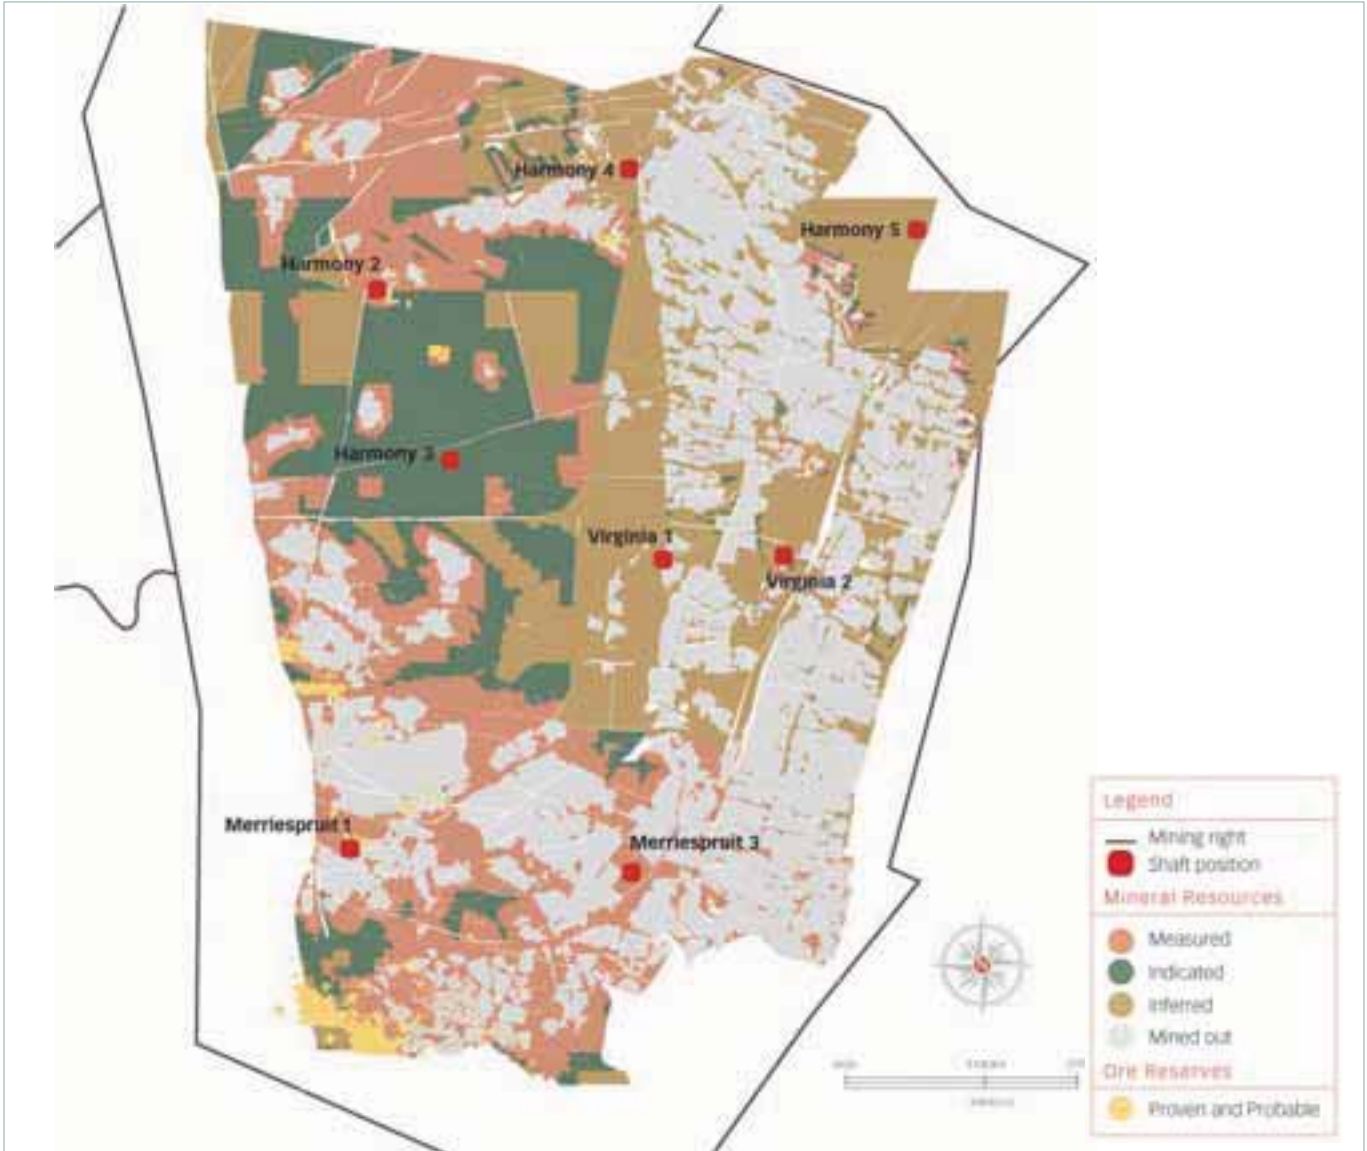 Harmony 4
Harmony 5
Harmony 2
Harmony 3
Virginia 1
Virginia 2
Merriespruit 1
Merriespruit 3
Legend
Mining right
Shaft position
Mineral Resources
Measured
Indicated
Inferred
Mined out
Ore Reserves
Proven and Probable